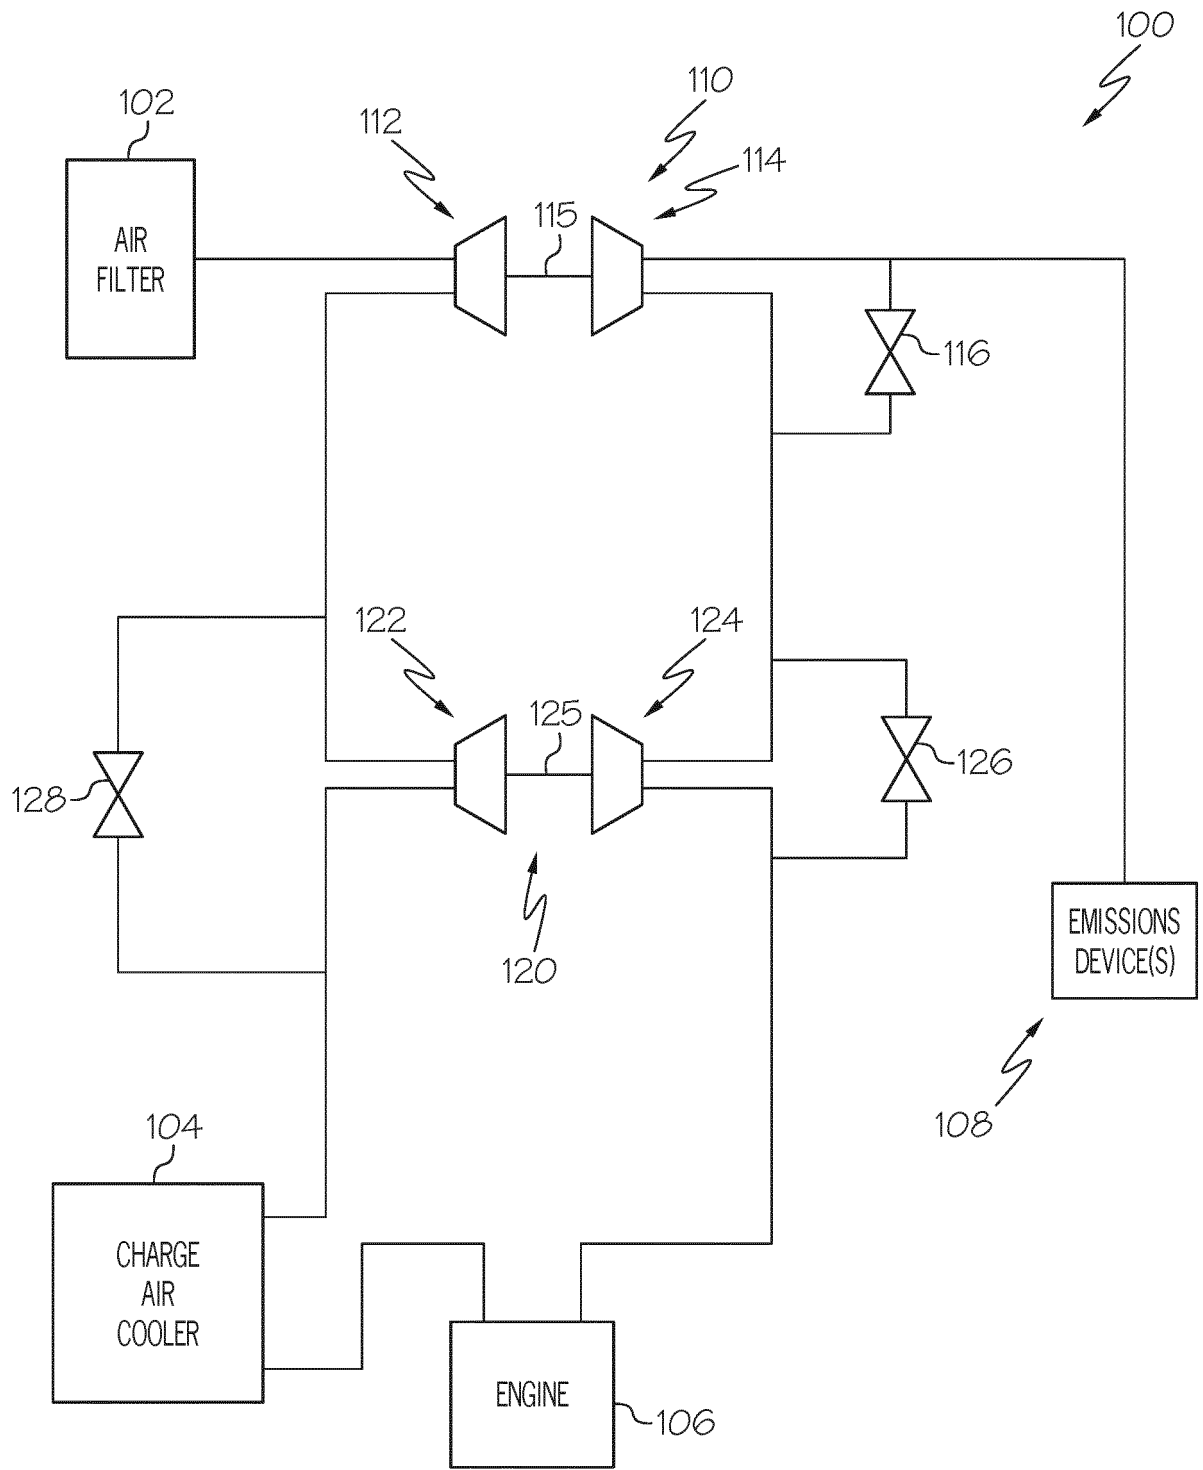 100
110
102
112
114
115
AIR
FILTER
116
122
124
125
126
128
EMISSIONS
DEVICE(S)
120
108
104
CHARGE
AIR
COOLER
ENGINE
106